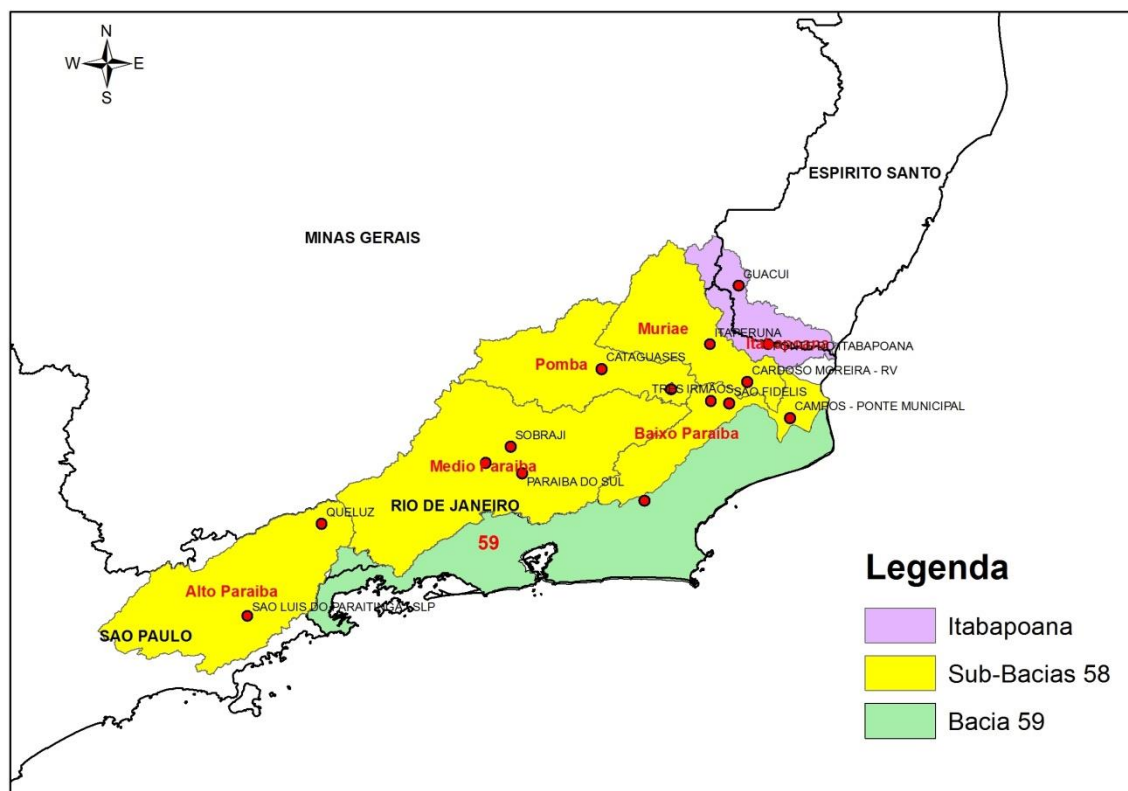 N
W E
S
ESPIRITO SANTO
MINAS GERAIS
GUACUI
Muriae
ITAPERUNA
Itabapoana
ITABAPOANA
Pomba
CATAGUASES
CARDOSO MOREIRA - RV
TRES IRMAOS
SAO FIDELIS
CAMPOS - PONTE MUNICIPAL
Baixo Paraiba
SOBRAJI
Medio Paraiba
PARAIBA DO SUL
RIO DE JANEIRO
QUELUZ
59
Alto Paraiba
SAO LUIS DO PARAITINGA - SLP
SAO PAULO
Legenda
Itabapoana
Sub-Bacias 58
Bacia 59